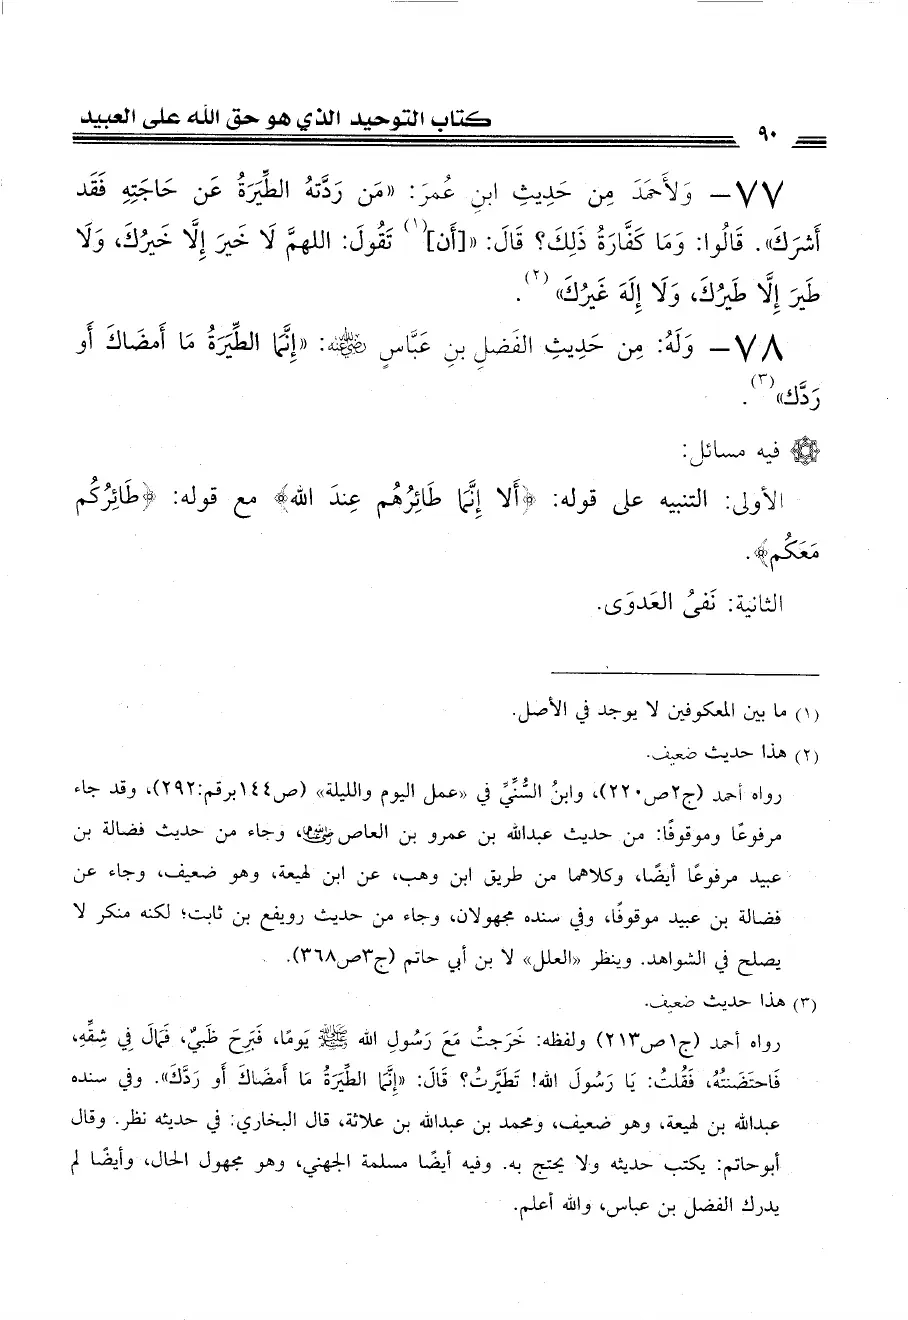 كتاب التوحيد الذي هو حق الله على العبيد
٩٠
٧٧ – وَلأَحمَدَ مِن حَدِيثِ ابنِ عُمرَ: «مَن رَدَّتهُ الطِّيَرَةُ عَن حَاجَتِهِ فَقَد
أَشرَكَ». قَالُوا: وَمَا كَفَّارَةُ ذَلِكَ؟ قَالَ: «[أَن](١) تَقُولَ: اللهمَّ لَا خَيرَ إِلَّا خَيرُكَ، وَلَا
طَيرَ إِلَّا طَيرُكَ، وَلَا إِلَهَ غَيرُكَ»(٢).
٧٨ – وَلَهُ: مِن حَدِيثِ الفَضلِ بنِ عَبَّاسٍ رضي الله عنه: «إِنَّمَا الطِّيَرَةُ مَا أَمضَاكَ أَو
رَدَّكَ»(٣).
فيه مسائل:
الأولى: التنبيه على قوله: ﴿أَلَا إِنَّمَا طَائِرُهُم عِندَ اللهِ﴾ مع قوله: ﴿طَائِرُكُم
مَعَكُم﴾.
الثانية: نَفيُ العَدوَى.
(١) ما بين المعكوفين لا يوجد في الأصل.
(٢) هذا حديث ضعيف.
رواه أحمد (ج٢ص٢٢٠)، وابنُ السُّنِّيِّ في «عمل اليوم والليلة» (ص١٤٤برقم:٢٩٢)، وقد جاء
مرفوعًا وموقوفًا: من حديث عبدالله بن عمرو بن العاص رضي الله عنهما، وجاء من حديث فضالة بن
عبيد مرفوعًا أيضًا، وكلاهما من طريق ابن وهب، عن ابن لهيعة، وهو ضعيف، وجاء عن
فضالة بن عبيد موقوفًا، وفي سنده مجهولان، وجاء من حديث رويفع بن ثابت؛ لكنه منكر لا
يصلح في الشواهد. وينظر «العلل» لا بن أبي حاتم (ج٣ص٣٦٨).
(٣) هذا حديث ضعيف.
رواه أحمد (ج١ص٢١٣) ولفظه: خَرَجتُ مَعَ رَسُولِ الله ﷺ يَومًا، فَبَرِحَ ظَبيٌ، فَمَالَ فِي شِقِّهِ،
فَاحتَضَنتُهُ، فَقُلتُ: يَا رَسُولَ الله! تَطَيَّرتُ؟ قَالَ: «إِنَّمَا الطِّيَرَةُ مَا أَمضَاكَ أَو رَدَّكَ». وفي سنده
عبدالله بن لهيعة، وهو ضعيف، ومحمد بن عبدالله بن علاثة، قال البخاري: في حديثه نظر. وقال
أبوحاتم: يكتب حديثه ولا يحتج به. وفيه أيضًا مسلمة الجهني، وهو مجهول الحال، وأيضًا لم
يدرك الفضل بن عباس، والله أعلم.